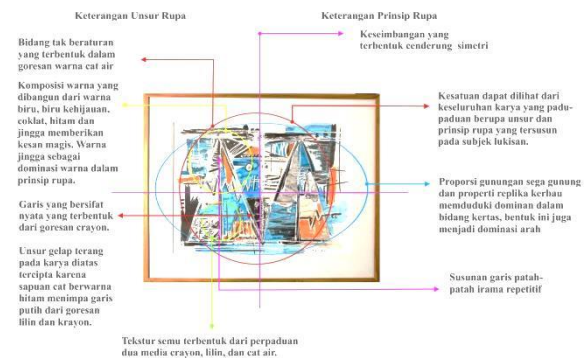 Keterangan Unsur Rupa
Bidang tak beraturan
yang terbentuk dalam
goresan warna cat air
Komposisi warna yang
dibangun dari warna
biru, biru kehijauan,
coklat, hitam dan
jingga memberikan
kesan magis. Warna
jingga sebagai
dominasi warna dalam
prinsip rupa.
Garis yang bersifat
nyata yang terbentuk
dari goresan crayon.
Unsur gelap terang
pada karya diatas
tercipta karena
sapuan cat berwarna
hitam menimpa garis
putih dari goresan
lilin dan krayon.
Tekstur semu terbentuk dari perpaduan
dua media crayon, lilin, dan cat air.
Keterangan Prinsip Rupa
Keseimbangan yang
terbentuk cenderung simetri
Kesatuan dapat dilihat dari
keseluruhan karya yang padu-
paduan berupa unsur dan
prinsip rupa yang tersusun
pada subjek lukisan.
Proporsi gunungan sega gunung
dan properti replika kerbau
menduduki dominan dalam
bidang kertas, bentuk ini juga
menjadi dominasi arah
Susunan garis patah-
patah irama repetitif